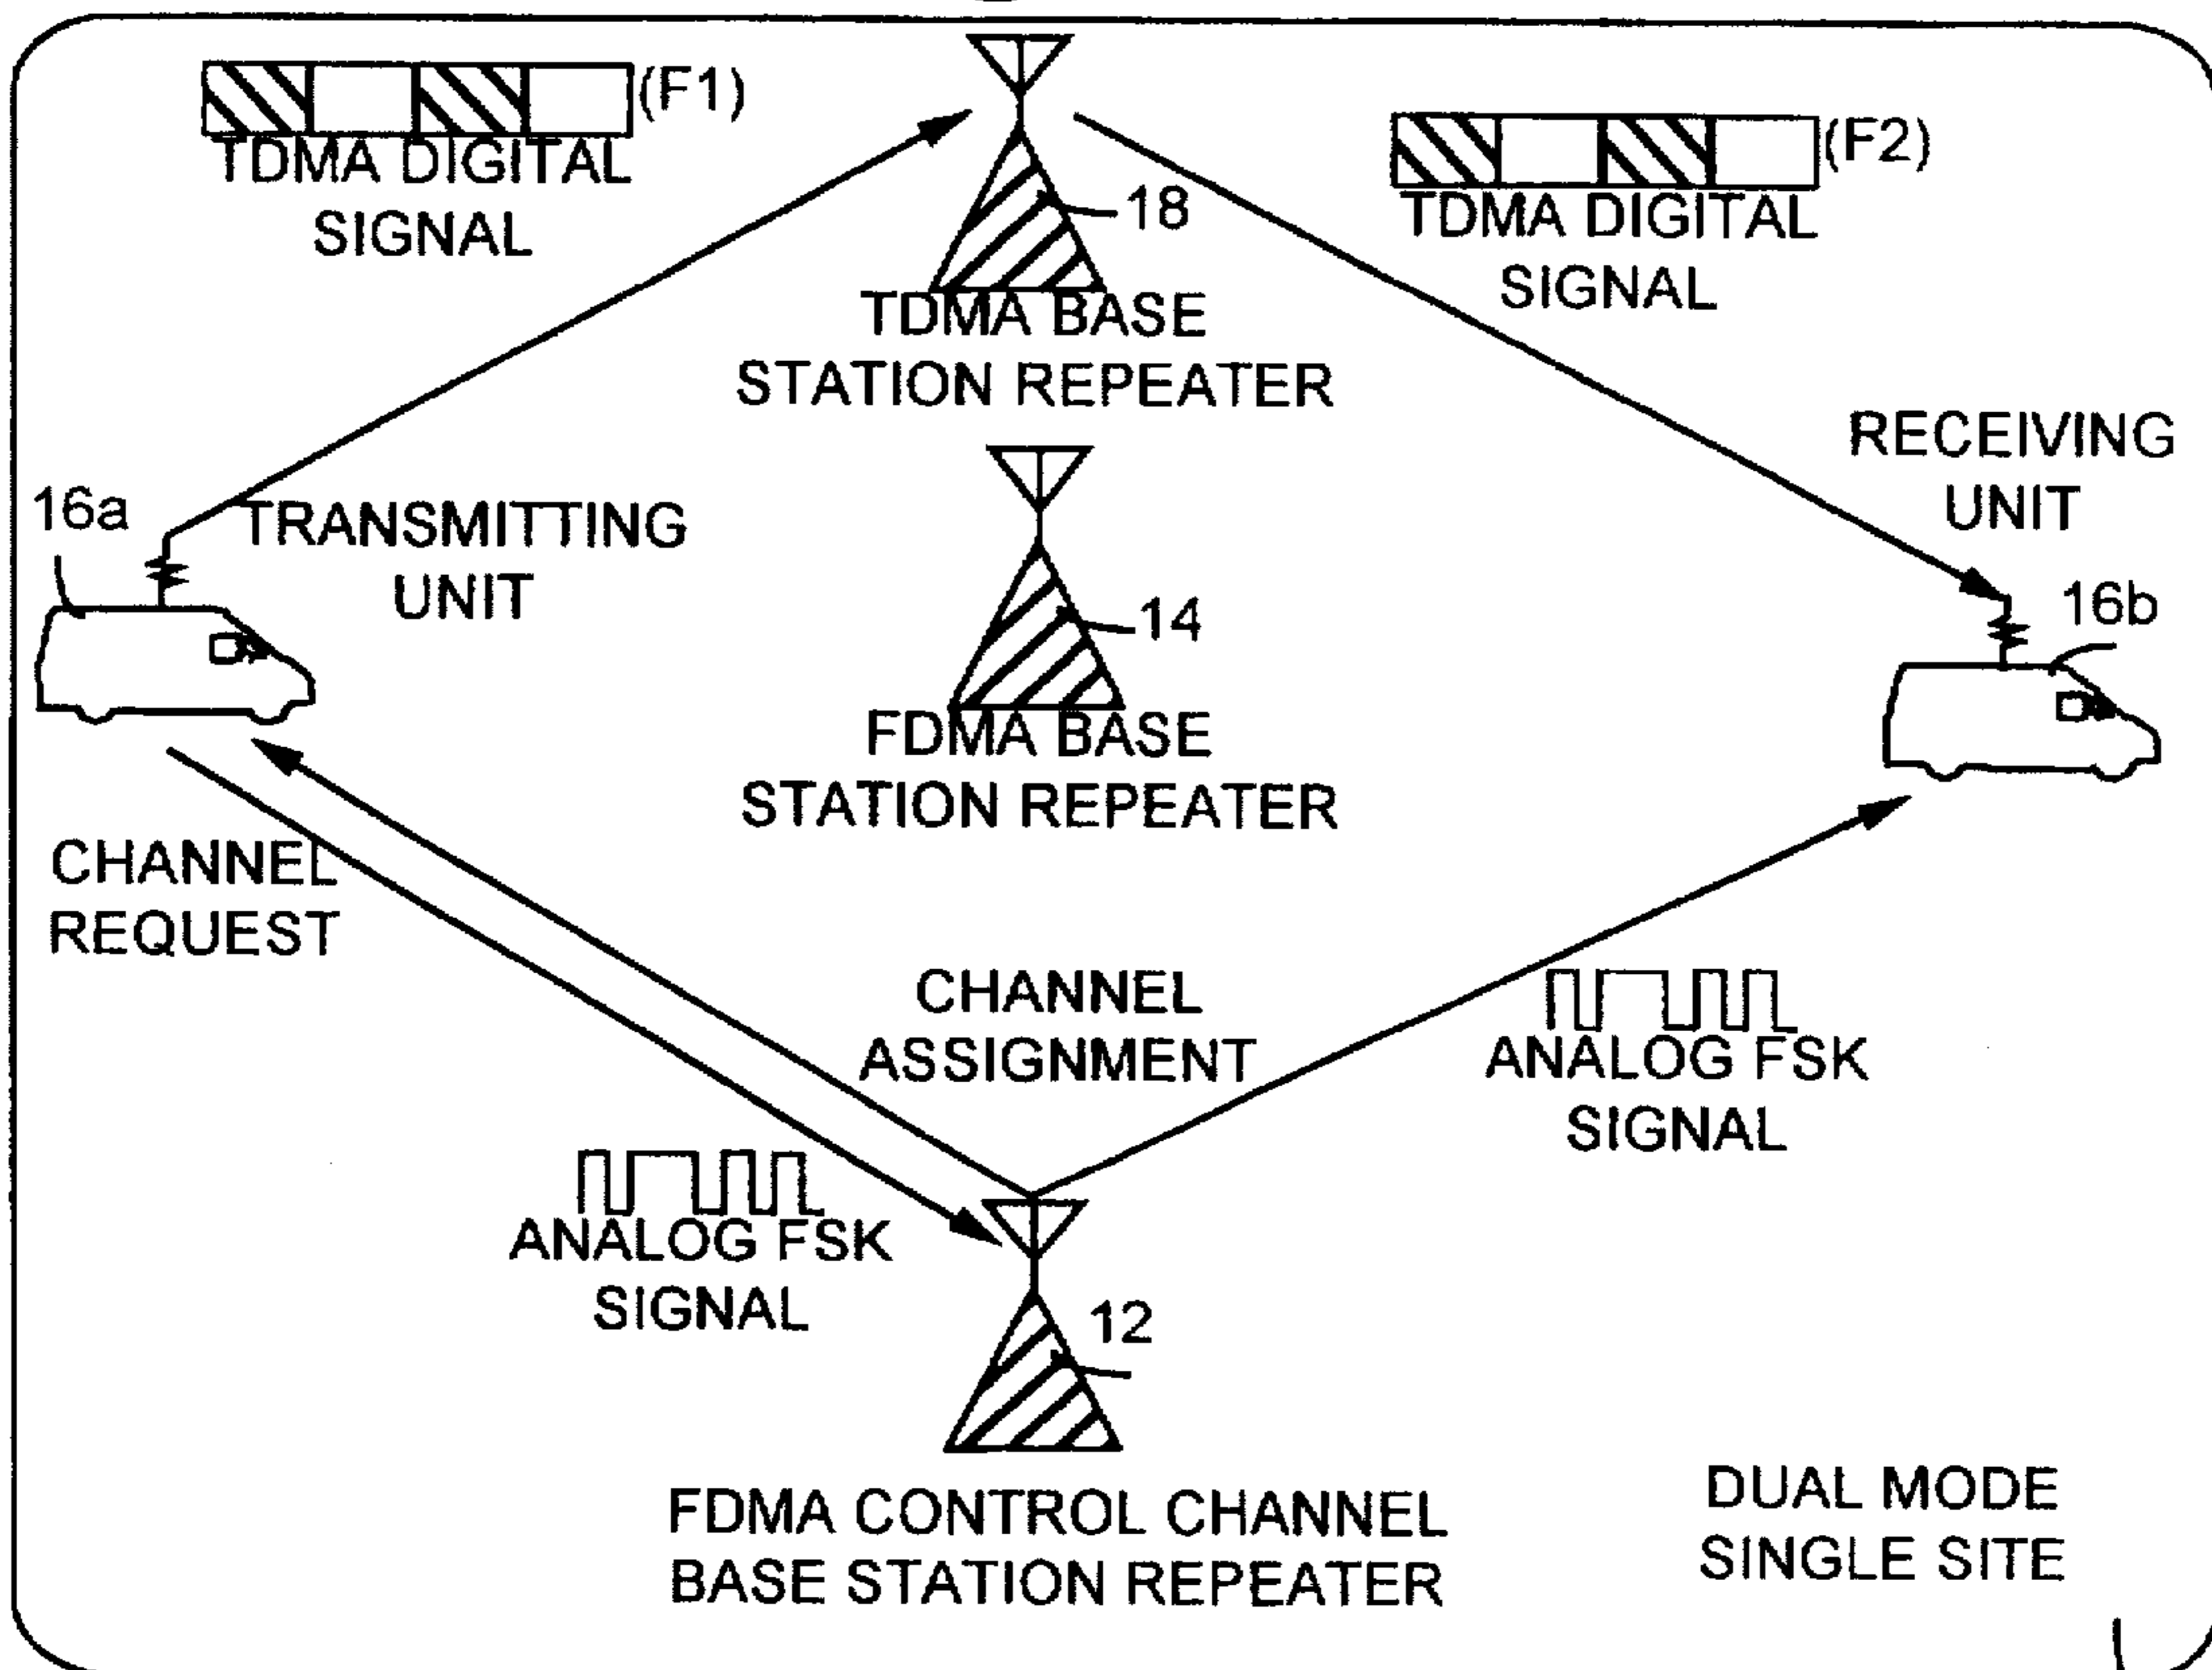 (F1)
TDMA DIGITAL
SIGNAL
18
TDMA BASE
STATION REPEATER
(F2)
TDMA DIGITAL
SIGNAL
RECEIVING
UNIT
16a
TRANSMITTING
UNIT
14
FDMA BASE
STATION REPEATER
16b
CHANNEL
REQUEST
CHANNEL
ASSIGNMENT
ANALOG FSK
SIGNAL
ANALOG FSK
SIGNAL
12
FDMA CONTROL CHANNEL
BASE STATION REPEATER
DUAL MODE
SINGLE SITE